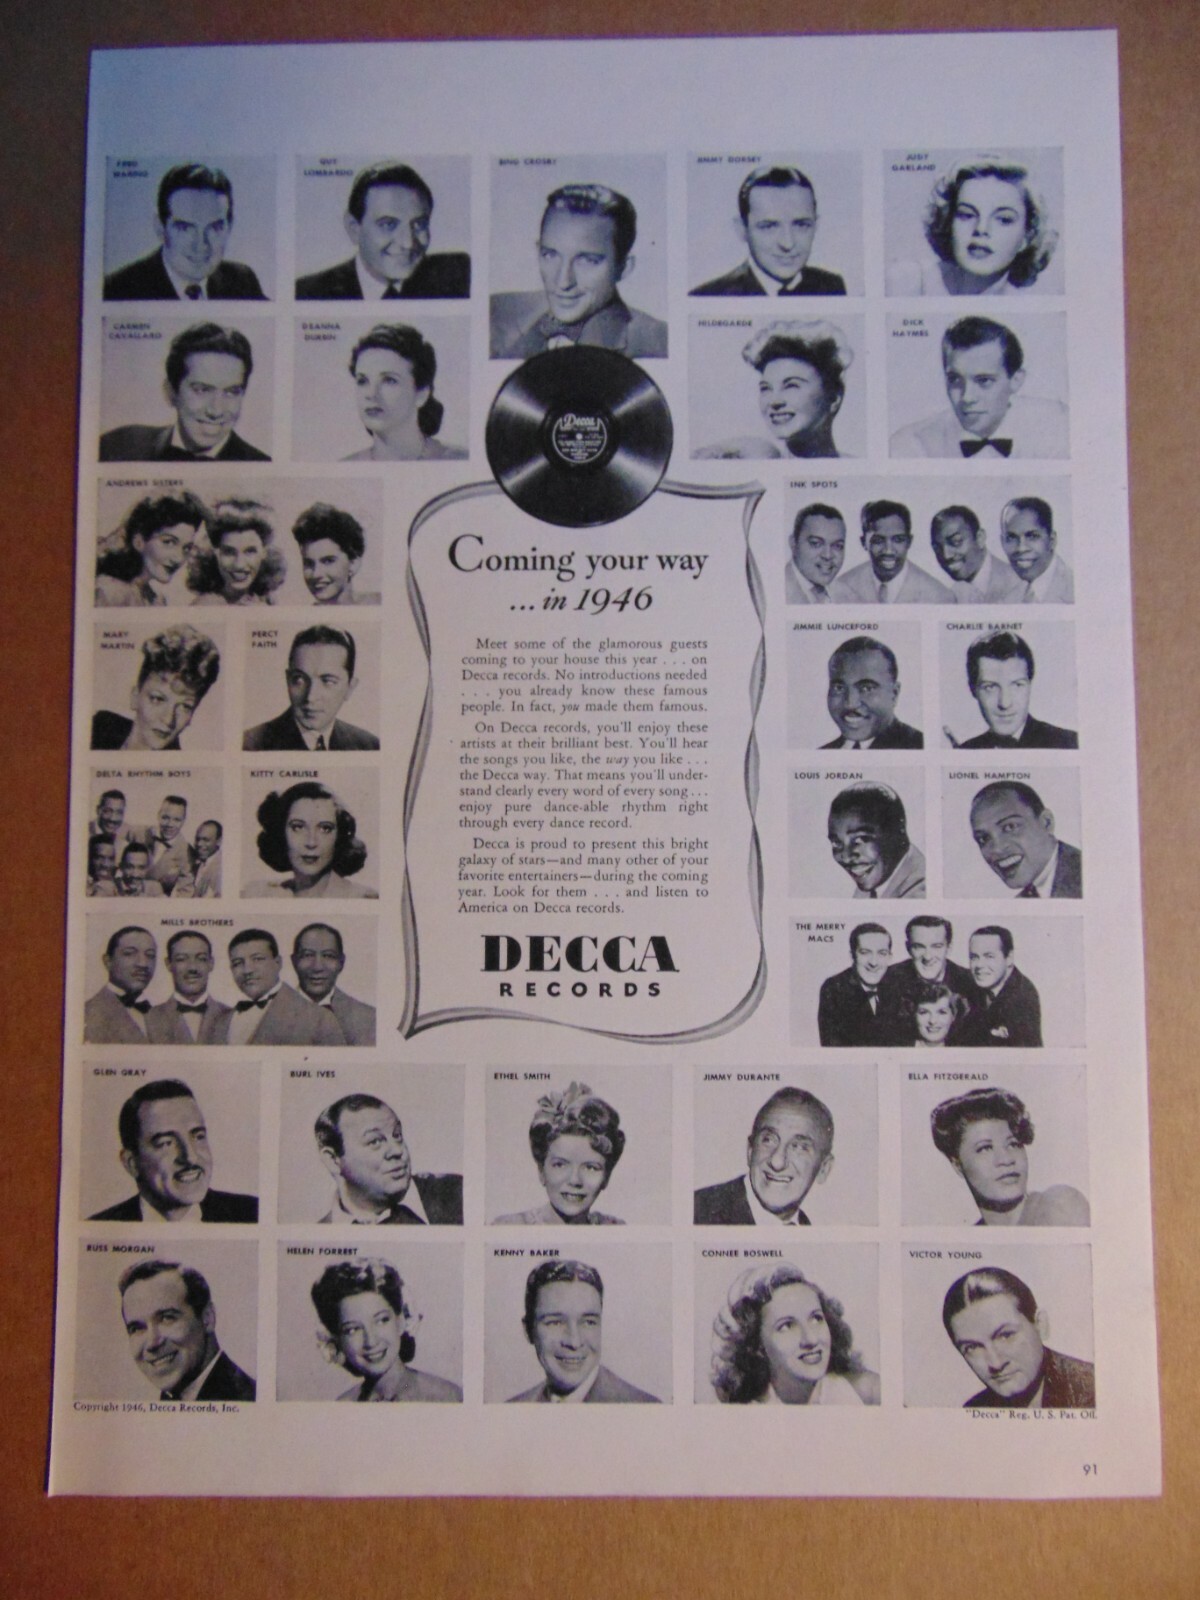 FRED
WARING
GUY
LOMBARDO
BING CROSBY
JIMMY DORSEY
JUDY
GARLAND
CARMEN
CAVALLARO
DEANNA
DURBIN
HILDEGARDE
DICK
HAYMES
Decca
ANDREWS SISTERS
INK SPOTS
Coming your way
...in 1946
MARY
MARTIN
PERCY
FAITH
JIMMIE LUNCEFORD
CHARLIE BARNET
Meet some of the glamorous guests
coming to your house this year . . . on
Decca records. No introductions needed
. . . you already know these famous
people. In fact, you made them famous.
On Decca records, you'll enjoy these
artists at their brilliant best. You'll hear
the songs you like, the way you like . . .
the Decca way. That means you'll under-
stand clearly every word of every song . . .
enjoy pure dance-able rhythm right
through every dance record.
Decca is proud to present this bright
galaxy of stars—and many other of your
favorite entertainers—during the coming
year. Look for them . . . and listen to
America on Decca records.
DELTA RHYTHM BOYS
KITTY CARLISLE
LOUIS JORDAN
LIONEL HAMPTON
MILLS BROTHERS
THE MERRY
MACS
DECCA
RECORDS
GLEN GRAY
BURL IVES
ETHEL SMITH
JIMMY DURANTE
ELLA FITZGERALD
RUSS MORGAN
HELEN FORREST
KENNY BAKER
CONNEE BOSWELL
VICTOR YOUNG
Copyright 1946, Decca Records, Inc.
"Decca" Reg. U. S. Pat. Off.
91